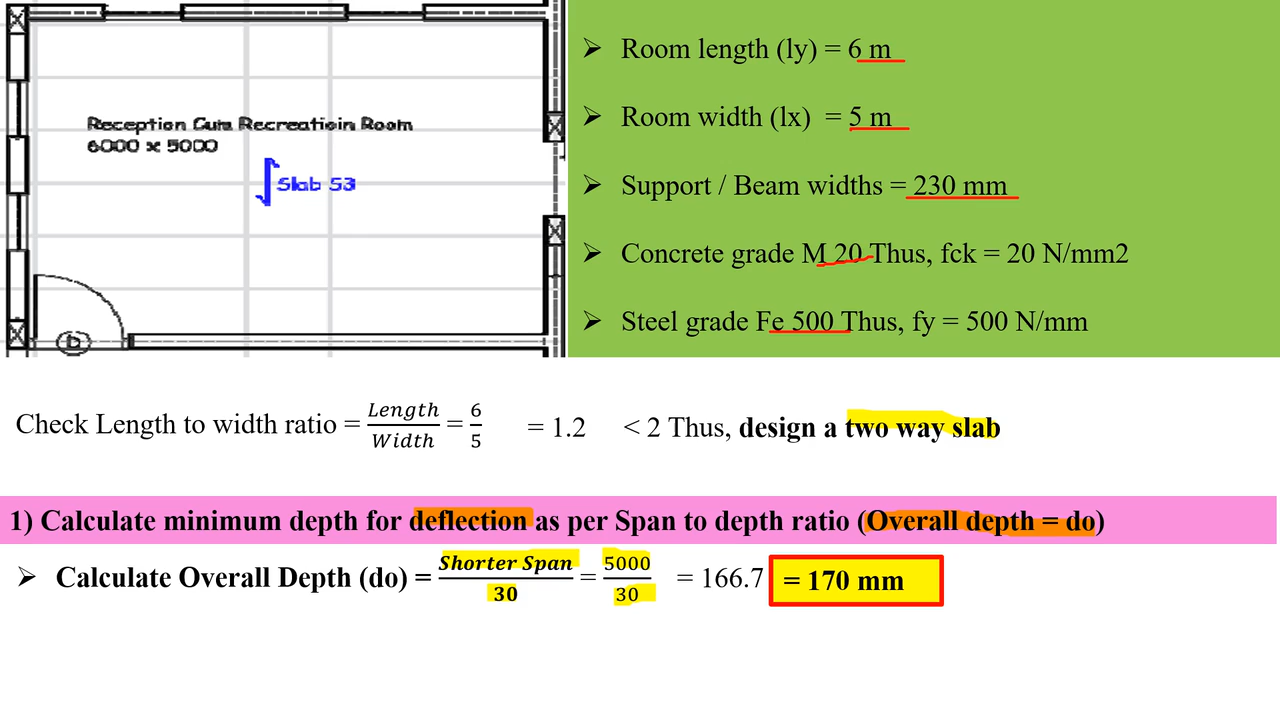 Reception Cum Recreatioin Room
6000 x 5000
Slab S3
X
X
X
X
b
➢ Room length (ly) = 6 m
➢ Room width (lx) = 5 m
➢ Support / Beam widths = 230 mm
➢ Concrete grade M 20 Thus, fck = 20 N/mm2
➢ Steel grade Fe 500 Thus, fy = 500 N/mm
Check Length to width ratio = Length/Width = 6/5 = 1.2 < 2 Thus, design a two way slab
1) Calculate minimum depth for deflection as per Span to depth ratio (Overall depth = do)
➢ Calculate Overall Depth (do) = Shorter Span/30 = 5000/30 = 166.7 = 170 mm